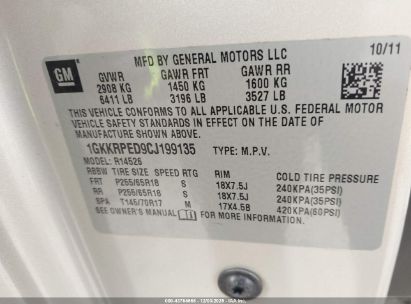 GM
MFD BY GENERAL MOTORS LLC
10/11
GVWR GAWR FRT GAWR RR
2908 KG 1450 KG 1600 KG
6411 LB 3196 LB 3527 LB
THIS VEHICLE CONFORMS TO ALL APPLICABLE U.S. FEDERAL MOTOR
VEHICLE SAFETY STANDARDS IN EFFECT ON THE DATE OF
MANUFACTURE SHOWN ABOVE.
1GKKRPED9CJ199135 TYPE: M.P.V.
MODEL: R14526
RBBW TIRE SIZE SPEED RTG RIM COLD TIRE PRESSURE
FRT P255/65R18 S 18X7.5J 240KPA(35PSI)
RR P255/65R18 S 18X7.5J 240KPA(35PSI)
SPA T145/70R17 M 17X4.5B 420KPA(60PSI)
SEE OWNER'S MANUAL FOR MORE INFORMATION.